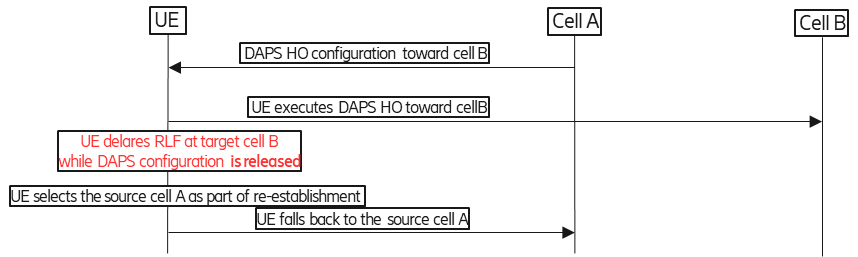 UE
Cell A
Cell B
DAPS HO configuration toward cell B
UE executes DAPS HO toward cellB
UE delares RLF at target cell B
while DAPS configuration is released
UE selects the source cell A as part of re-establishment
UE falls back to the source cell A